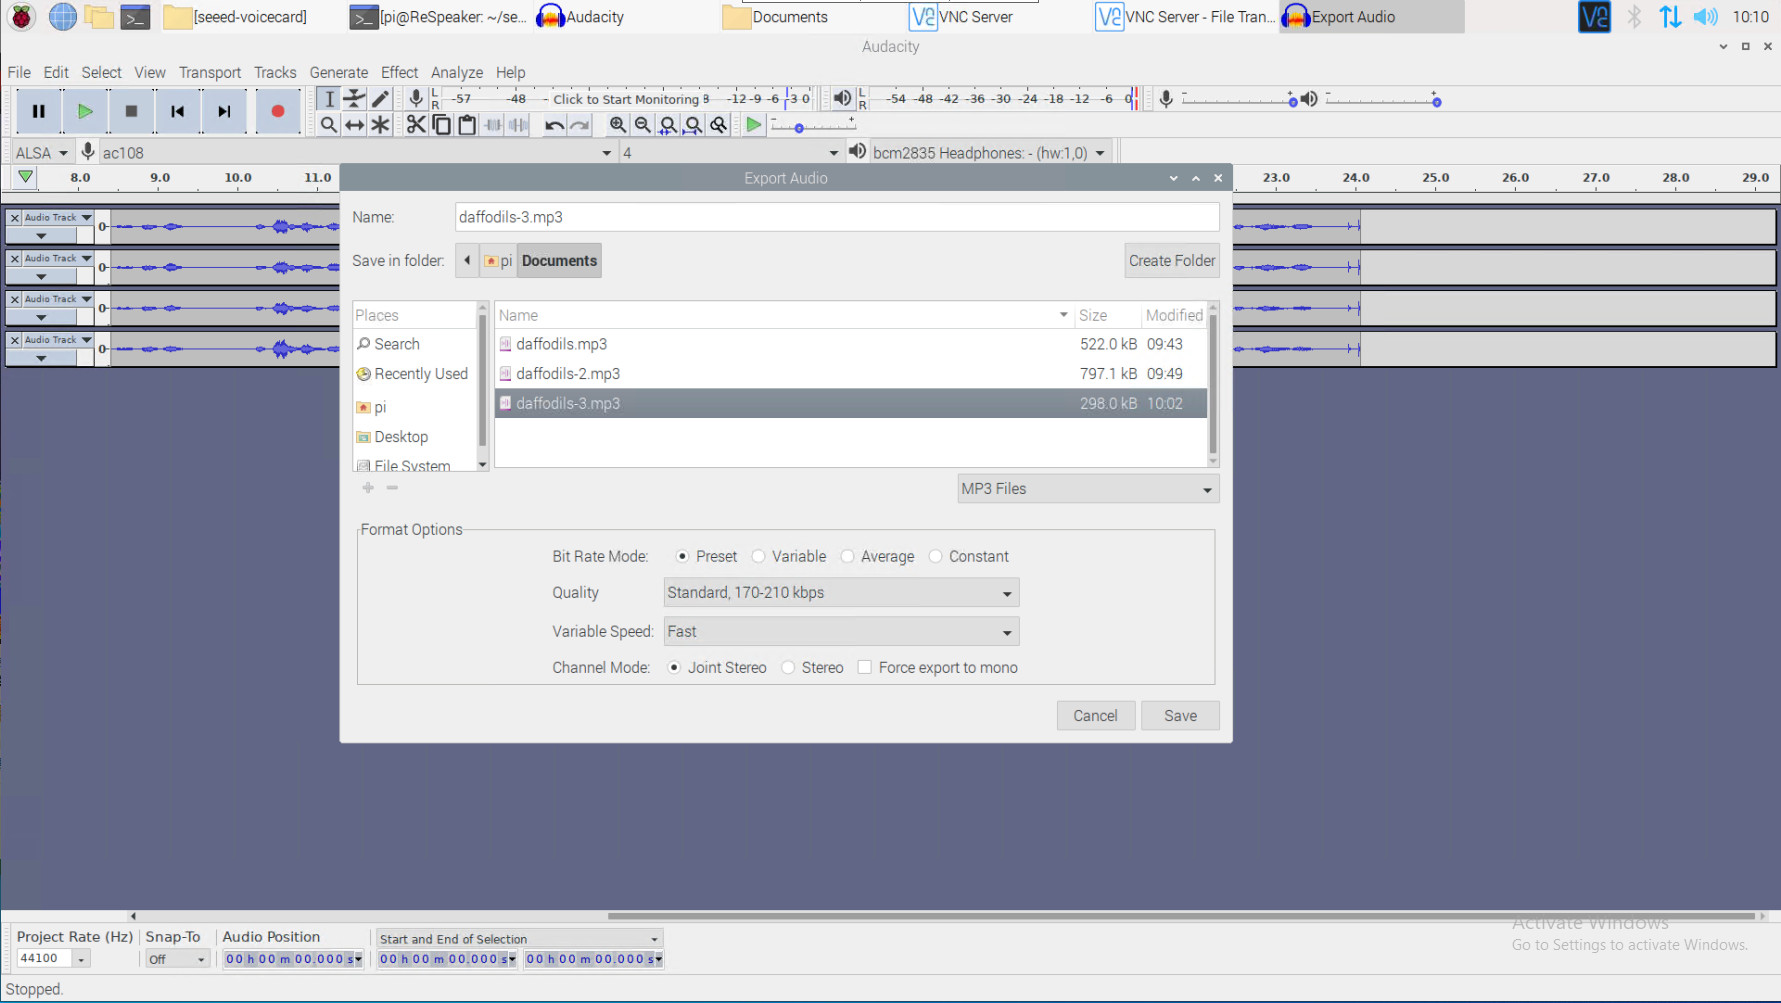 [seeed-voicecard]
[pi@ReSpeaker: ~/se...
Audacity
Documents
VNC Server
VNC Server - File Tran...
Export Audio
10:10
Audacity
File Edit Select View Transport Tracks Generate Effect Analyze Help
L
R
-57 -48 - Click to Start Monitoring -12 -9 -6 -3 0
L
R
-54 -48 -42 -36 -30 -24 -18 -12 -6 0
ALSA
ac108
4
bcm2835 Headphones: - (hw:1,0)
8.0 9.0 10.0 11.0 23.0 24.0 25.0 26.0 27.0 28.0 29.0
Export Audio
Name: daffodils-3.mp3
Save in folder: pi Documents
Create Folder
Places
Search
Recently Used
pi
Desktop
File System
Name Size Modified
daffodils.mp3 522.0 kB 09:43
daffodils-2.mp3 797.1 kB 09:49
daffodils-3.mp3 298.0 kB 10:02
MP3 Files
Format Options
Bit Rate Mode: Preset Variable Average Constant
Quality Standard, 170-210 kbps
Variable Speed: Fast
Channel Mode: Joint Stereo Stereo Force export to mono
Cancel Save
× Audio Track
0
× Audio Track
0
× Audio Track
0
× Audio Track
0
Activate Windows
Go to Settings to activate Windows.
Project Rate (Hz) Snap-To Audio Position Start and End of Selection
44100 Off 00 h 00 m 00.000 s 00 h 00 m 00.000 s 00 h 00 m 00.000 s
Stopped.